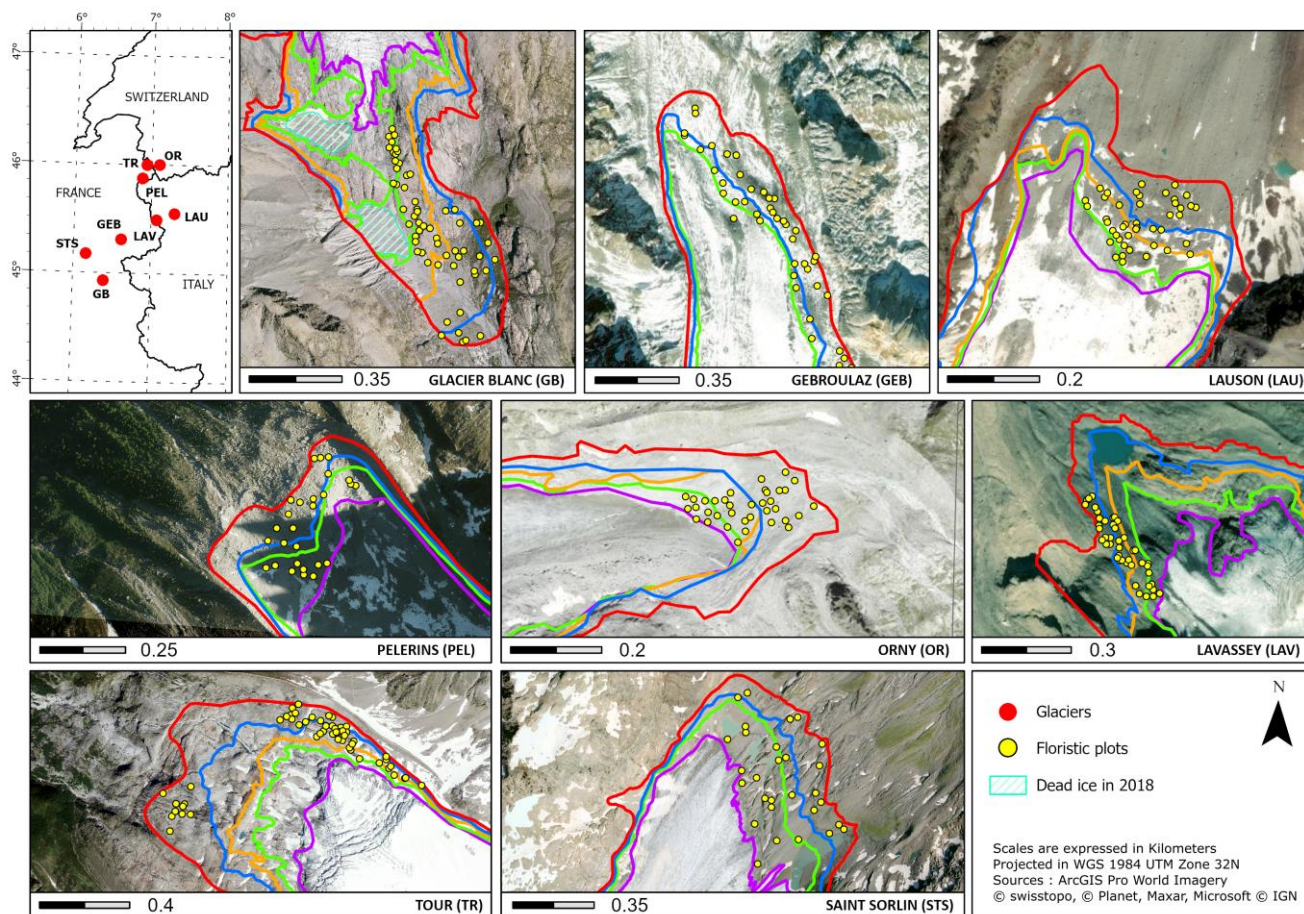 6° 7° 8°
47°
46°
45°
44°
SWITZERLAND
TR OR
PEL
FRANCE
LAU
GEB
LAV
STS
GB
ITALY
0.35 GLACIER BLANC (GB)
0.35 GEBROULAZ (GEB)
0.2 LAUSON (LAU)
0.25 PELERINS (PEL)
0.2 ORNY (OR)
0.3 LAVASSEY (LAV)
0.4 TOUR (TR)
0.35 SAINT SORLIN (STS)
N
Glaciers
Floristic plots
Dead ice in 2018
Scales are expressed in Kilometers
Projected in WGS 1984 UTM Zone 32N
Sources : ArcGIS Pro World Imagery
© swisstopo, © Planet, Maxar, Microsoft © IGN